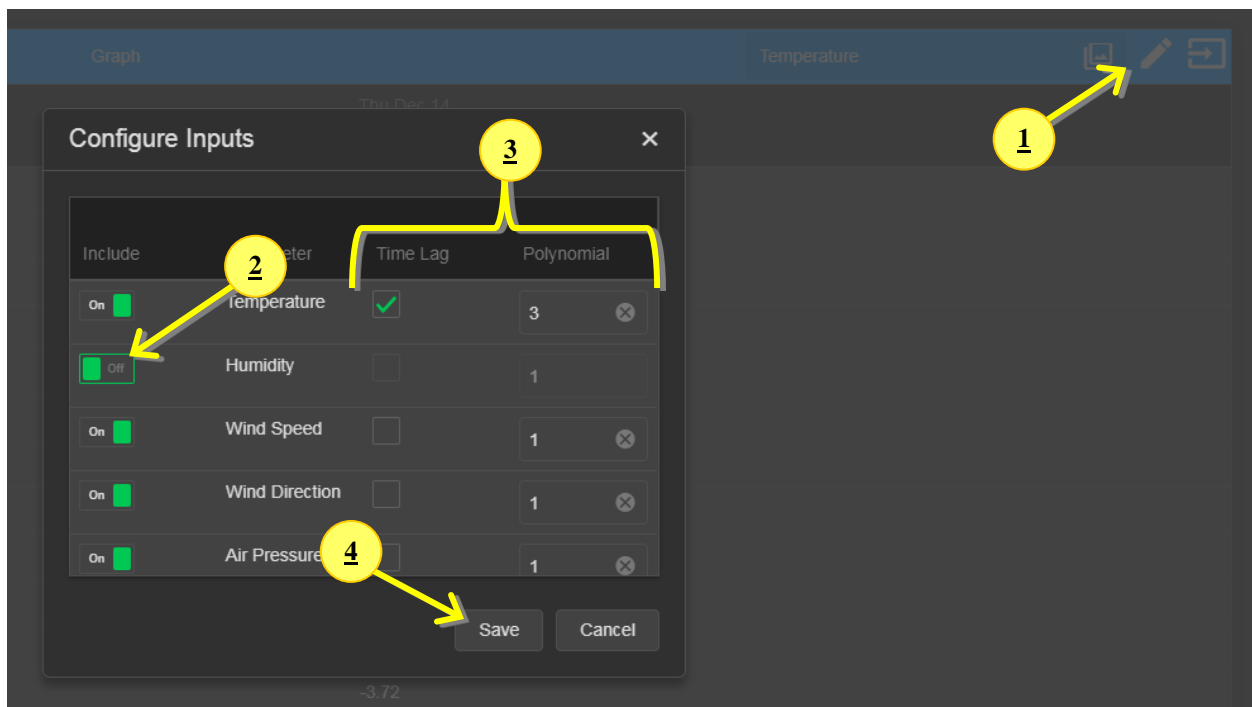 Graph Temperature
Thu Dec 14
1
Configure Inputs ×
3
Include eter Time Lag Polynomial
2
On Temperature 3
Off Humidity 1
On Wind Speed 1
On Wind Direction 1
On Air Pressure 1
4
Save Cancel
-3.72